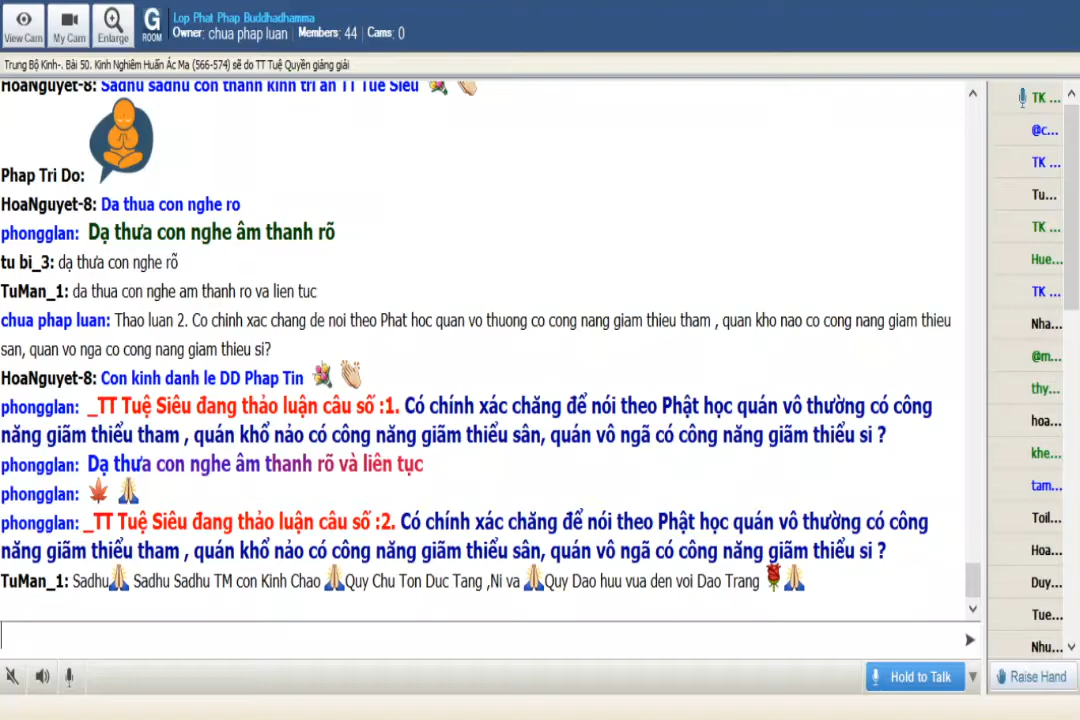 View Cam My Cam Enlarge G ROOM
Lop Phat Phap Buddhadhamma
Owner: chua phap luan Members: 44 Cams: 0
Trung Bộ Kinh-. Bài 50. Kinh Nghiêm Huấn Ác Ma (566-574) sẽ do TT Tuệ Quyền giảng giải
HoaNguyet-8: Sadhu sadhu con thanh kinh tri an TT Tue Sieu
Phap Tri Do:
HoaNguyet-8: Da thua con nghe ro
phongglan: Dạ thưa con nghe âm thanh rõ
tu bi_3: dạ thưa con nghe rõ
TuMan_1: da thua con nghe am thanh ro va lien tuc
chua phap luan: Thao luan 2. Co chinh xac chang de noi theo Phat hoc quan vo thuong co cong nang giam thieu tham , quan kho nao co cong nang giam thieu
san, quan vo nga co cong nang giam thieu si?
HoaNguyet-8: Con kinh danh le DD Phap Tin
phongglan: _TT Tuệ Siêu đang thảo luận câu số :1. Có chính xác chăng để nói theo Phật học quán vô thường có công
năng giãm thiểu tham , quán khổ nảo có công năng giãm thiểu sân, quán vô ngã có công năng giãm thiểu si ?
phongglan: Dạ thưa con nghe âm thanh rõ và liên tục
phongglan:
phongglan: _TT Tuệ Siêu đang thảo luận câu số :2. Có chính xác chăng để nói theo Phật học quán vô thường có công
năng giãm thiểu tham , quán khổ nảo có công năng giãm thiểu sân, quán vô ngã có công năng giãm thiểu si ?
TuMan_1: Sadhu Sadhu Sadhu TM con Kinh Chao Quy Chu Ton Duc Tang ,Ni va Quy Dao huu vua den voi Dao Trang
TK ...
@c...
TK ...
Tu...
TK ...
Hue...
TK ...
Nha...
@m...
thy...
hoa...
khe...
tam...
Toil...
Hoa...
Duy...
Tue...
Nhu...
Hold to Talk
Raise Hand